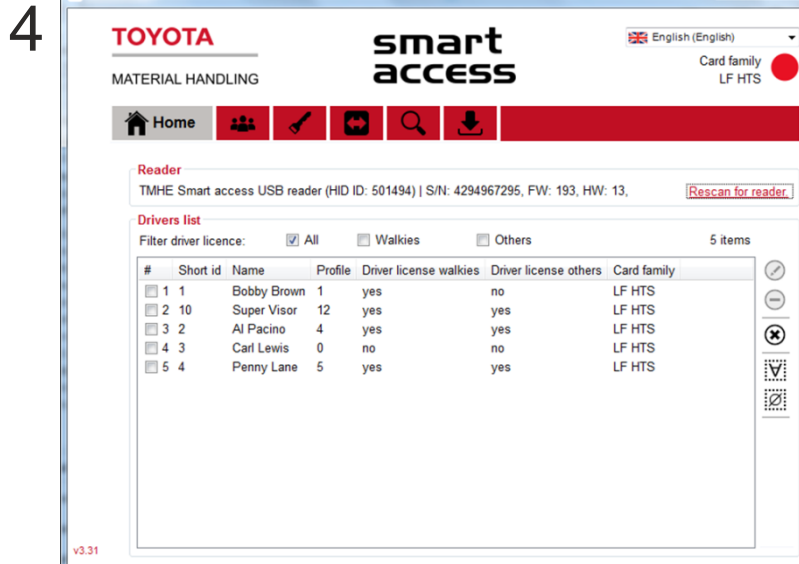 4
TOYOTA
MATERIAL HANDLING
smart
access
English (English)
Card family
LF HTS
Home
Reader
TMHE Smart access USB reader (HID ID: 501494) | S/N: 4294967295, FW: 193, HW: 13,
Rescan for reader.
Drivers list
Filter driver licence: All Walkies Others 5 items
# Short id Name Profile Driver license walkies Driver license others Card family
1 1 Bobby Brown 1 yes no LF HTS
2 10 Super Visor 12 yes yes LF HTS
3 2 Al Pacino 4 yes yes LF HTS
4 3 Carl Lewis 0 no no LF HTS
5 4 Penny Lane 5 yes yes LF HTS
v3.31